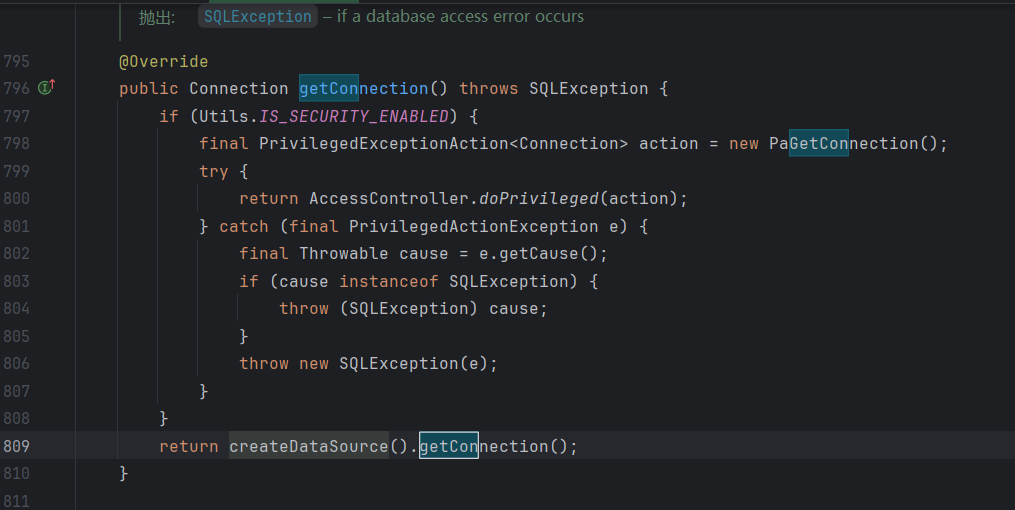 抛出: SQLException – if a database access error occurs
795 @Override
796 public Connection getConnection() throws SQLException {
797 if (Utils.IS_SECURITY_ENABLED) {
798 final PrivilegedExceptionAction<Connection> action = new PaGetConnection();
799 try {
800 return AccessController.doPrivileged(action);
801 } catch (final PrivilegedActionException e) {
802 final Throwable cause = e.getCause();
803 if (cause instanceof SQLException) {
804 throw (SQLException) cause;
805 }
806 throw new SQLException(e);
807 }
808 }
809 return createDataSource().getConnection();
810 }
811